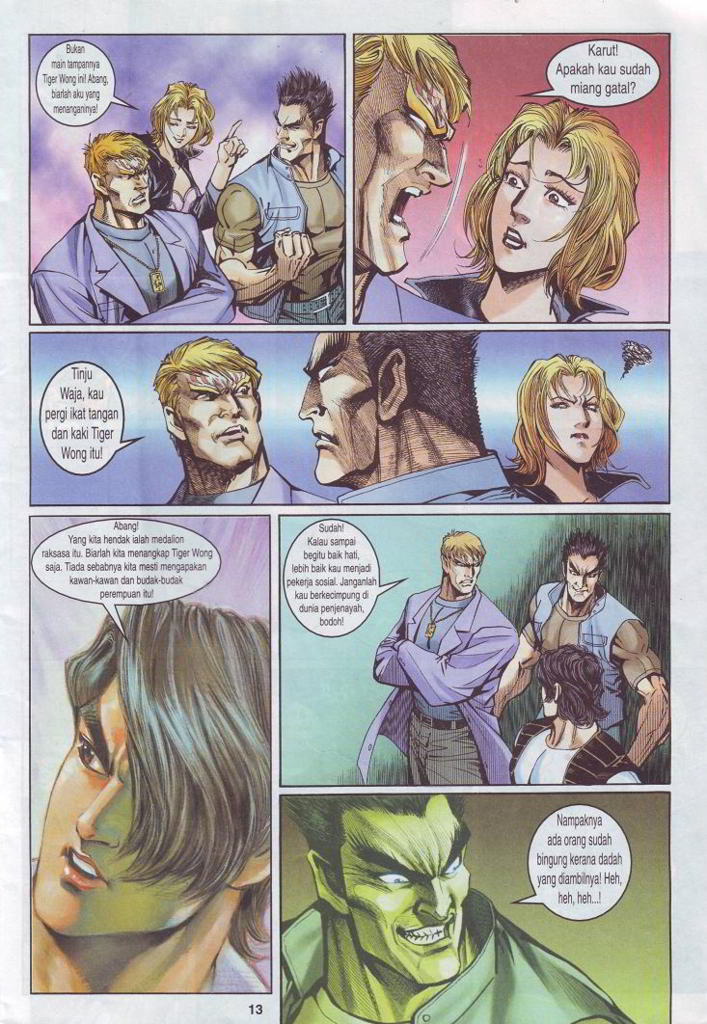 Bukan
main tampannya
Tiger Wong ini! Abang,
biarlah aku yang
menanganinya!
Karut!
Apakah kau sudah
miang gatal?
Tinju
Waja, kau
pergi ikat tangan
dan kaki Tiger
Wong itu!
Abang!
Yang kita hendak ialah medalion
raksasa itu. Biarlah kita menangkap Tiger Wong
saja. Tiada sebabnya kita mesti mengapakan
kawan-kawan dan budak-budak
perempuan itu!
Sudah!
Kalau sampai
begitu baik hati,
lebih baik kau menjadi
pekerja sosial. Janganlah
kau berkecimpung di
dunia penjenayah,
bodoh!
Nampaknya
ada orang sudah
bingung kerana dadah
yang diambilnya! Heh,
heh, heh...!
13